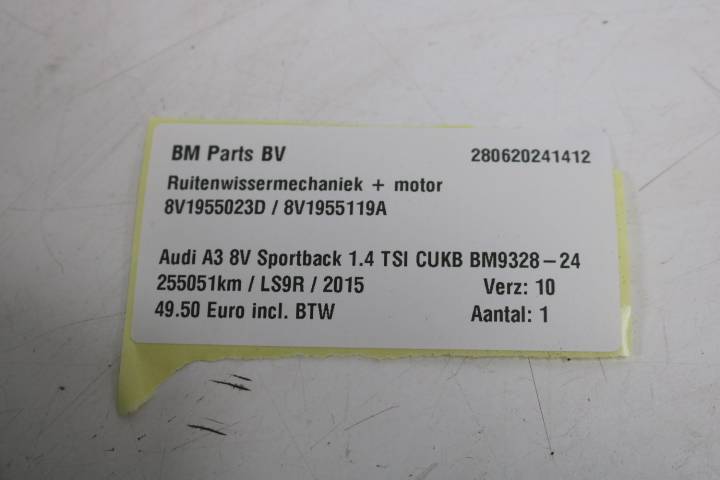 BM Parts BV 280620241412
Ruitenwissermechaniek + motor
8V1955023D / 8V1955119A
Audi A3 8V Sportback 1.4 TSI CUKB BM9328-24
255051km / LS9R / 2015 Verz: 10
49.50 Euro incl. BTW Aantal: 1